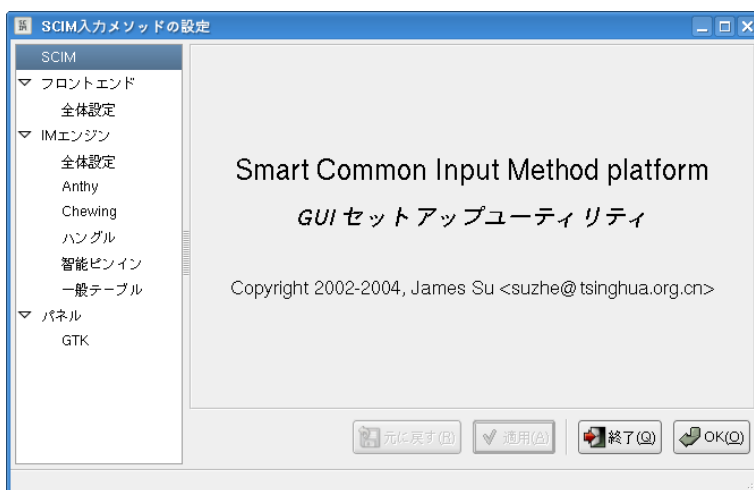 SCIM入力メソッドの設定
SCIM
フロントエンド
全体設定
IMエンジン
全体設定
Anthy
Chewing
ハングル
智能ピンイン
一般テーブル
パネル
GTK
Smart Common Input Method platform
GUI セットアップユーティリティ
Copyright 2002-2004, James Su <suzhe@tsinghua.org.cn>
元に戻す(R) 適用(A) 終了(Q) OK(O)